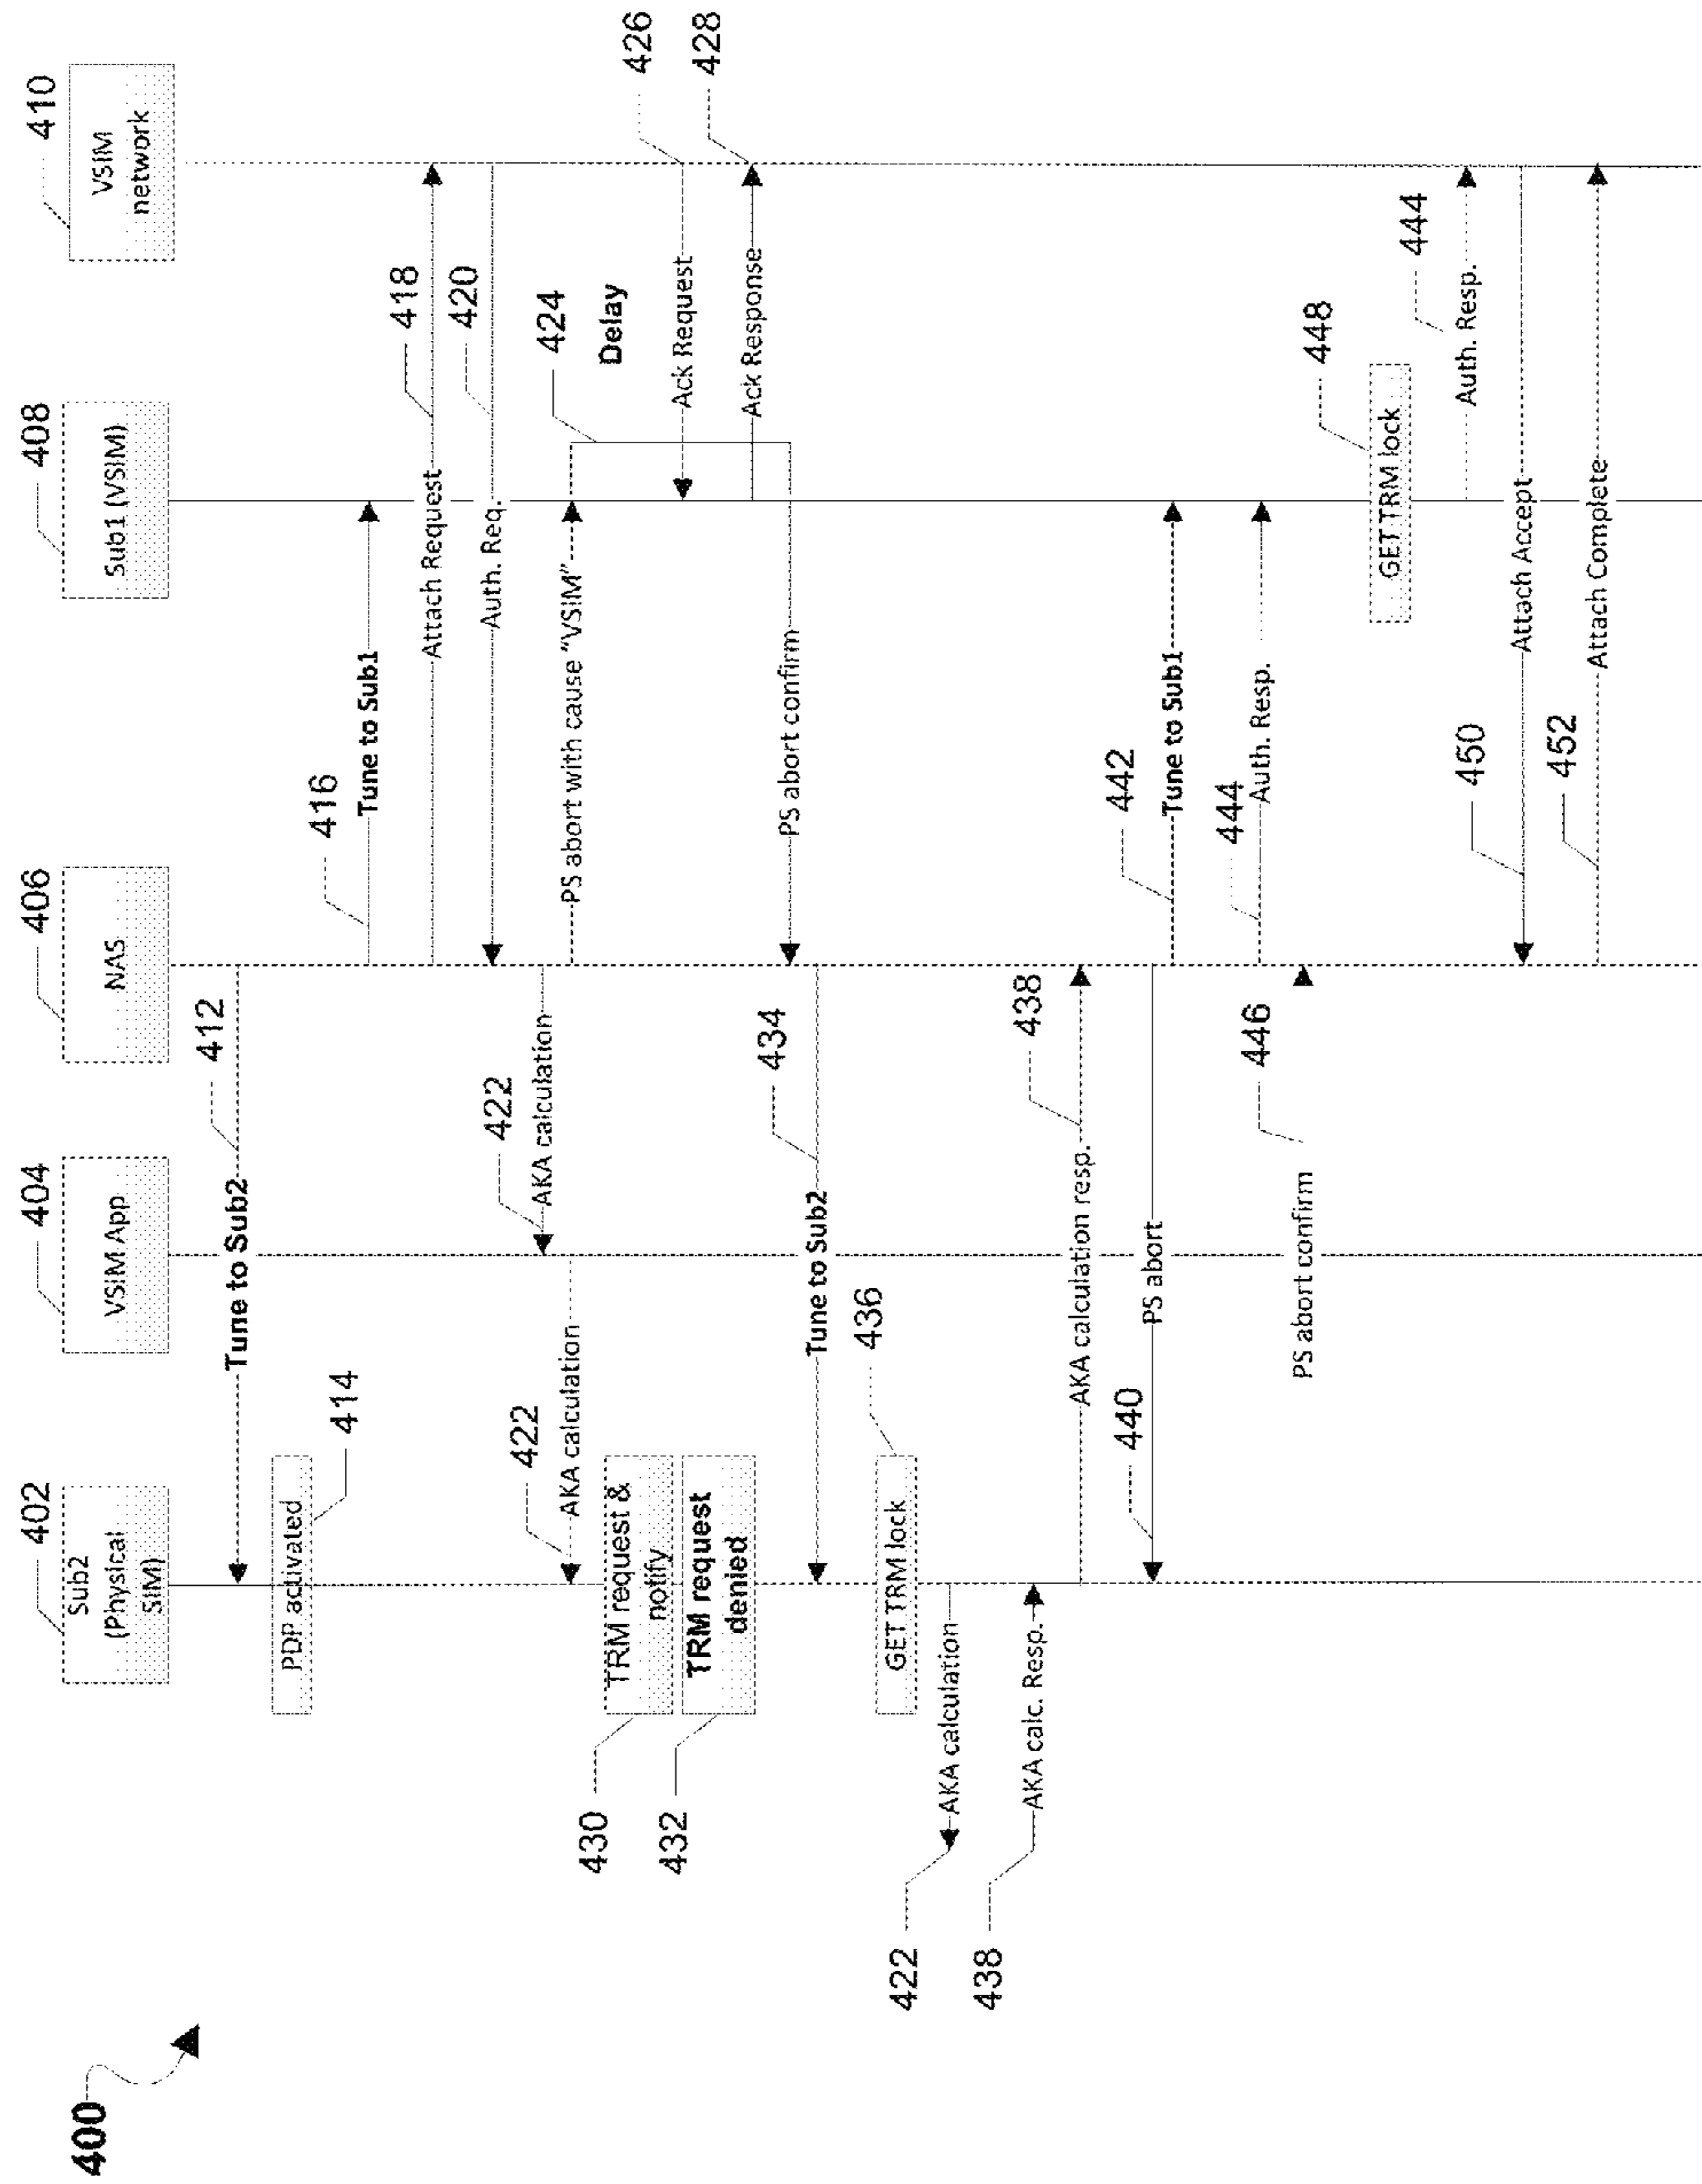 400
402
404
406
408
410
Sub2
(Physical
SIM)
VSIM App
NAS
Sub1 (VSIM)
VSIM
network
412
Tune to Sub2
PDP activated
414
416
Tune to Sub1
418
Attach Request
420
Auth. Req.
422
AKA calculation
422
AKA calculation
PS abort with cause “VSIM”
424
Delay
430
TRM request &
notify
426
Ack Request
432
TRM request
denied
428
Ack Response
PS abort confirm
434
Tune to Sub2
436
GET TRM lock
422
AKA calculation
438
AKA calc. Resp.
438
AKA calculation resp.
440
PS abort
442
Tune to Sub1
444
Auth. Resp.
446
PS abort confirm
448
GET TRM lock
444
Auth. Resp.
450
Attach Accept
452
Attach Complete